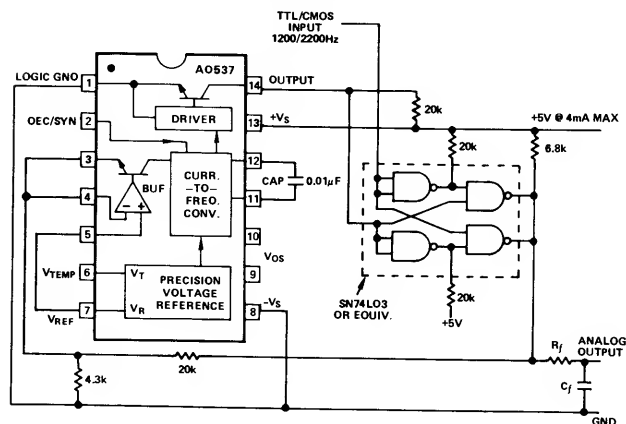 TTL/CMOS
INPUT
1200/2200Hz
LOGIC GNO
1
AO537
14
OUTPUT
DRIVER
20k
OEC/SYN
2
13
+VS
+5V @ 4mA MAX
20k
6.8k
3
BUF
CURR.
–TO–
FREQ.
CONV.
12
CAP
0.01µF
11
4
– +
5
10
VOS
VTEMP
6
VT
PRECISION
VOLTAGE
REFERENCE
9
VREF
7
VR
8
–VS
SN74LO3
OR EQUIV.
20k
+5V
20k
4.3k
Rf
ANALOG
OUTPUT
Cf
GND